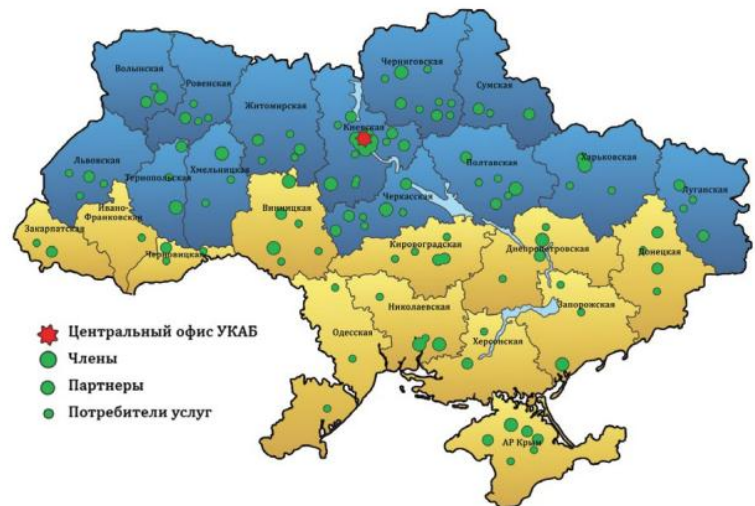 Волынская
Ровенская
Житомирская
Киевская
Черниговская
Сумская
Львовская
Тернопольская
Хмельницкая
Черкасская
Полтавская
Харьковская
Луганская
Закарпатская
Ивано-
Франковская
Черновицкая
Винницкая
Кировоградская
Днепропетровская
Донецкая
Одесская
Николаевская
Херсонская
Запорожская
АР Крым
Центральный офис УКАБ
Члены
Партнеры
Потребители услуг